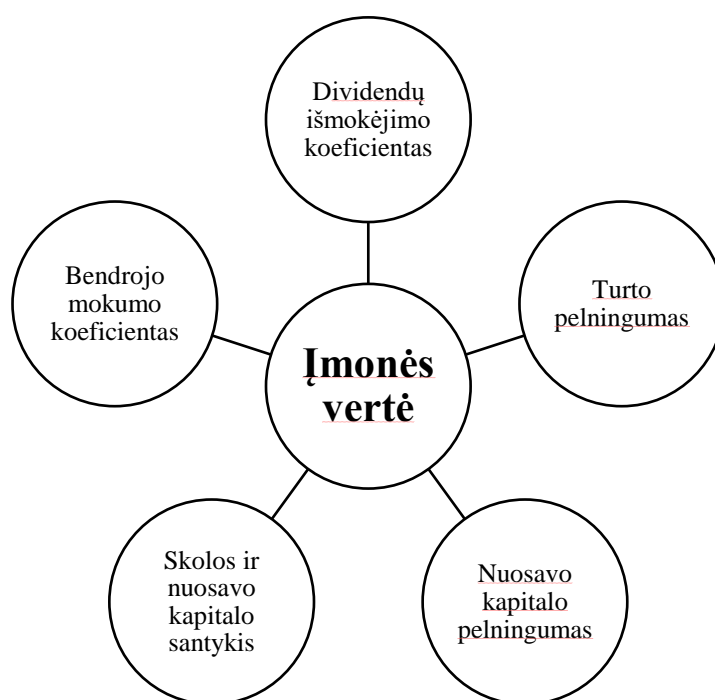 Dividendų
išmokėjimo
koeficientas
Bendrojo
mokumo
koeficientas
Turto
pelningumas
Įmonės
vertė
Skolos ir
nuosavo
kapitalo
santykis
Nuosavo
kapitalo
pelningumas